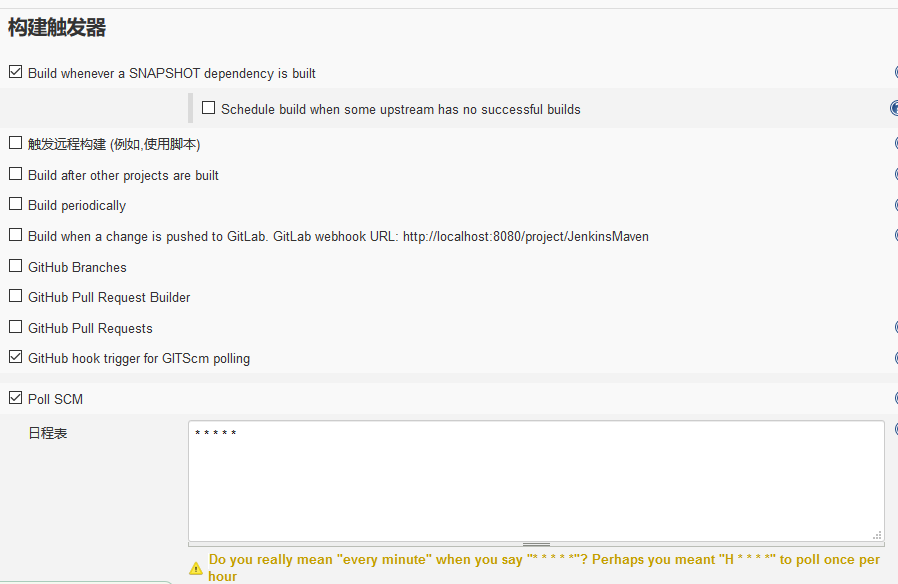 构建触发器
Build whenever a SNAPSHOT dependency is built
Schedule build when some upstream has no successful builds
触发远程构建 (例如,使用脚本)
Build after other projects are built
Build periodically
Build when a change is pushed to GitLab. GitLab webhook URL: http://localhost:8080/project/JenkinsMaven
GitHub Branches
GitHub Pull Request Builder
GitHub Pull Requests
GitHub hook trigger for GITScm polling
Poll SCM
日程表
* * * * *
Do you really mean "every minute" when you say "* * * * *"? Perhaps you meant "H * * * *" to poll once per
hour